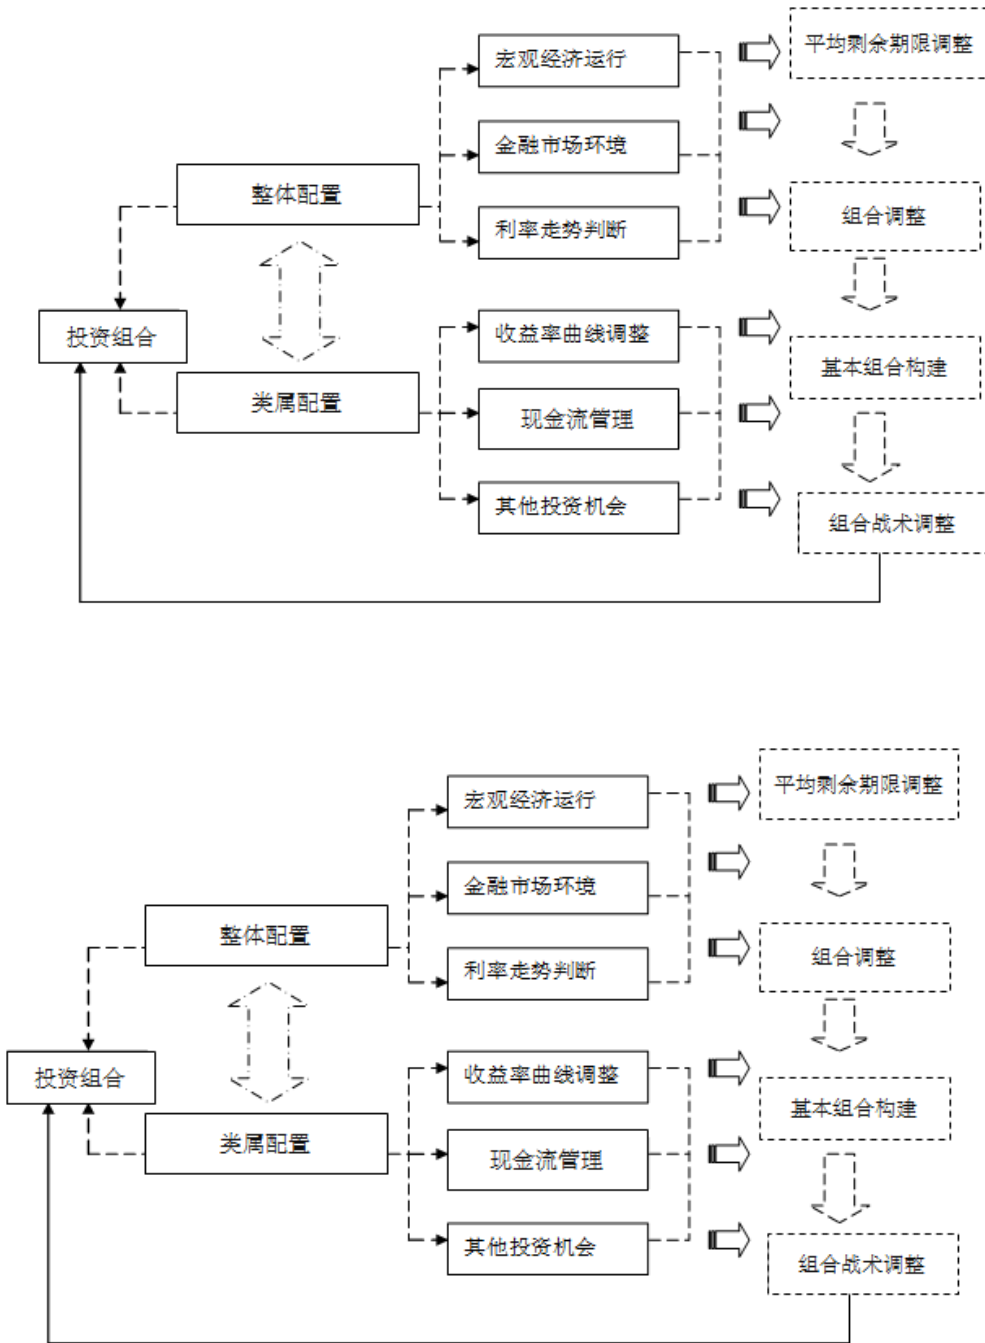 宏观经济运行
平均剩余期限调整
金融市场环境
整体配置
利率走势判断
组合调整
投资组合
收益率曲线调整
基本组合构建
类属配置
现金流管理
其他投资机会
组合战术调整
宏观经济运行
平均剩余期限调整
金融市场环境
整体配置
利率走势判断
组合调整
投资组合
收益率曲线调整
基本组合构建
类属配置
现金流管理
其他投资机会
组合战术调整